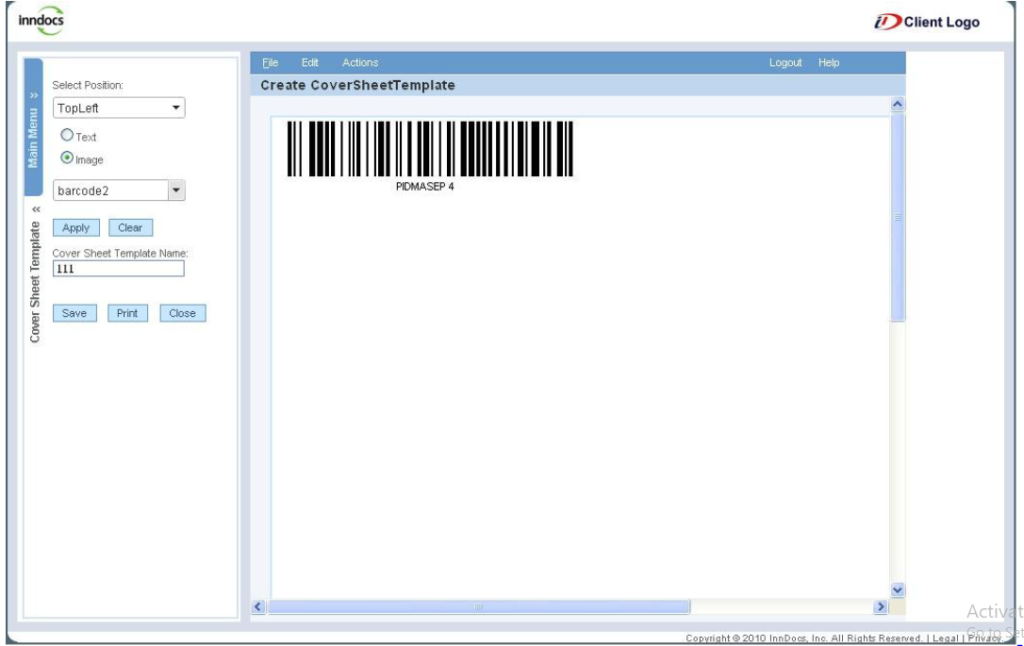 inndocs
Client Logo
File Edit Actions Logout Help
Create CoverSheetTemplate
Main Menu »
Cover Sheet Template «
Select Position:
TopLeft
Text
Image
barcode2
Apply Clear
Cover Sheet Template Name:
111
Save Print Close
PIDMASEP 4
Activat
Go to Set
Copyright © 2010 InnDocs, Inc. All Rights Reserved. | Legal | Privacy.